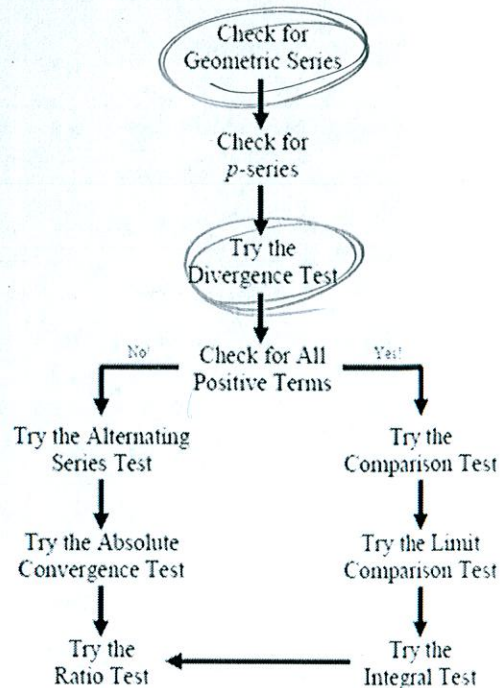 Check for
Geometric Series
Check for
p-series
Try the
Divergence Test
No!
Check for All
Positive Terms
Yes!
Try the Alternating
Series Test
Try the
Comparison Test
Try the Absolute
Convergence Test
Try the Limit
Comparison Test
Try the
Ratio Test
Try the
Integral Test